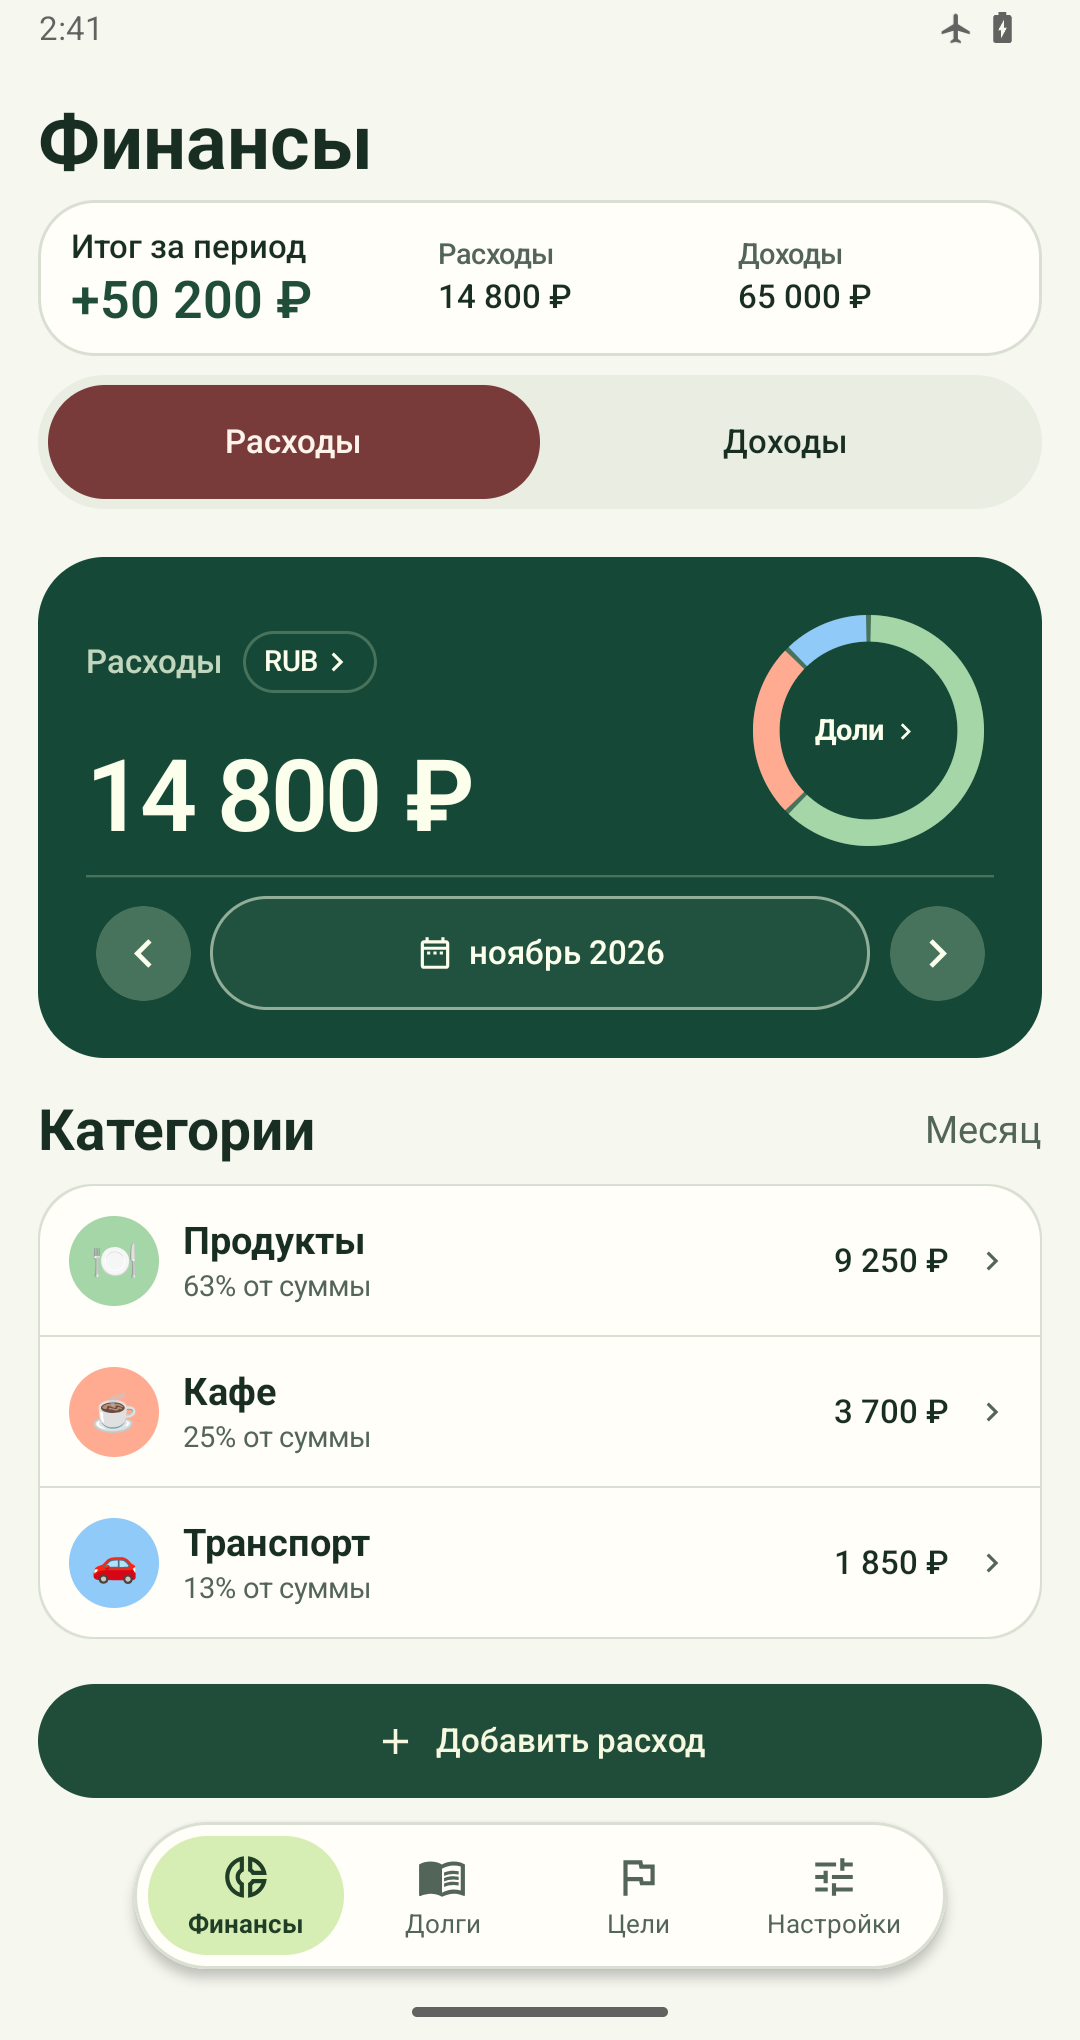 2:41
Финансы
Итог за период
+50 200 ₽
Расходы
14 800 ₽
Доходы
65 000 ₽
Расходы
Доходы
Расходы
RUB
14 800 ₽
Доли
ноябрь 2026
Категории
Месяц
Продукты
63% от суммы
9 250 ₽
Кафе
25% от суммы
3 700 ₽
Транспорт
13% от суммы
1 850 ₽
+ Добавить расход
Финансы
Долги
Цели
Настройки